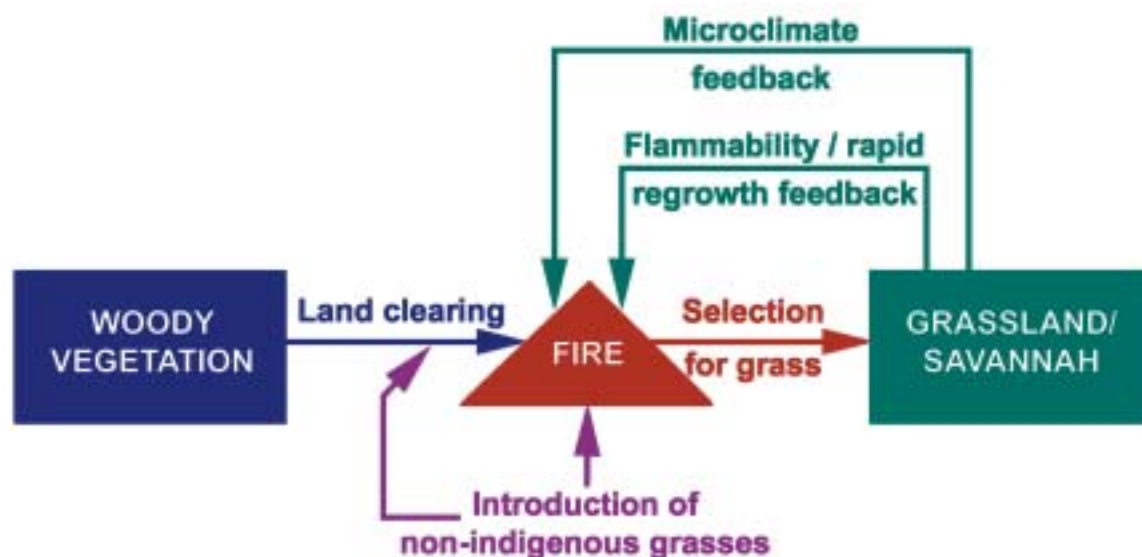 Microclimate
feedback
Flammability / rapid
regrowth feedback
WOODY
VEGETATION
Land clearing
FIRE
Selection
for grass
GRASSLAND/
SAVANNAH
Introduction of
non-indigenous grasses